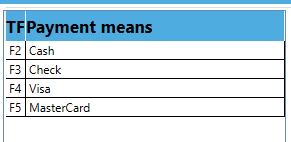 TF Payment means
F2 Cash
F3 Check
F4 Visa
F5 MasterCard